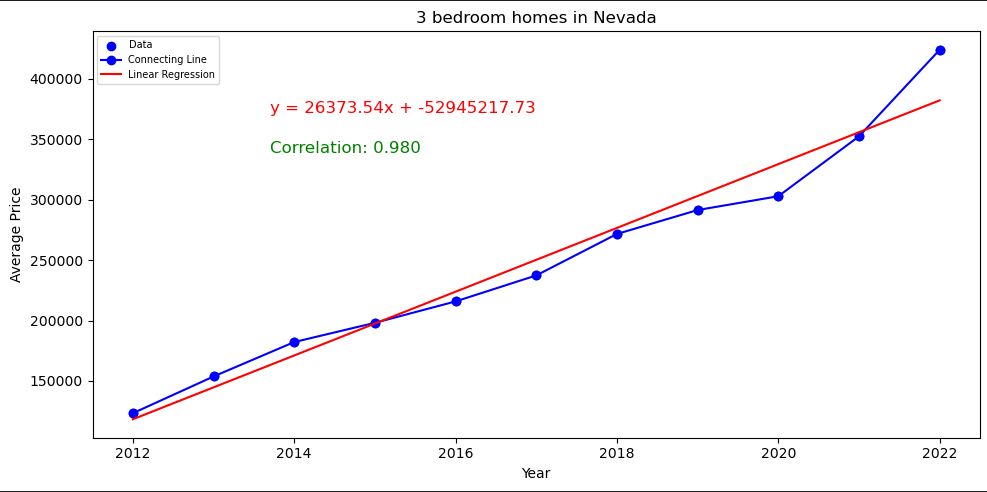 3 bedroom homes in Nevada
Data
Connecting Line
Linear Regression
y = 26373.54x + -52945217.73
Correlation: 0.980
400000
350000
300000
250000
200000
150000
Average Price
2012 2014 2016 2018 2020 2022
Year